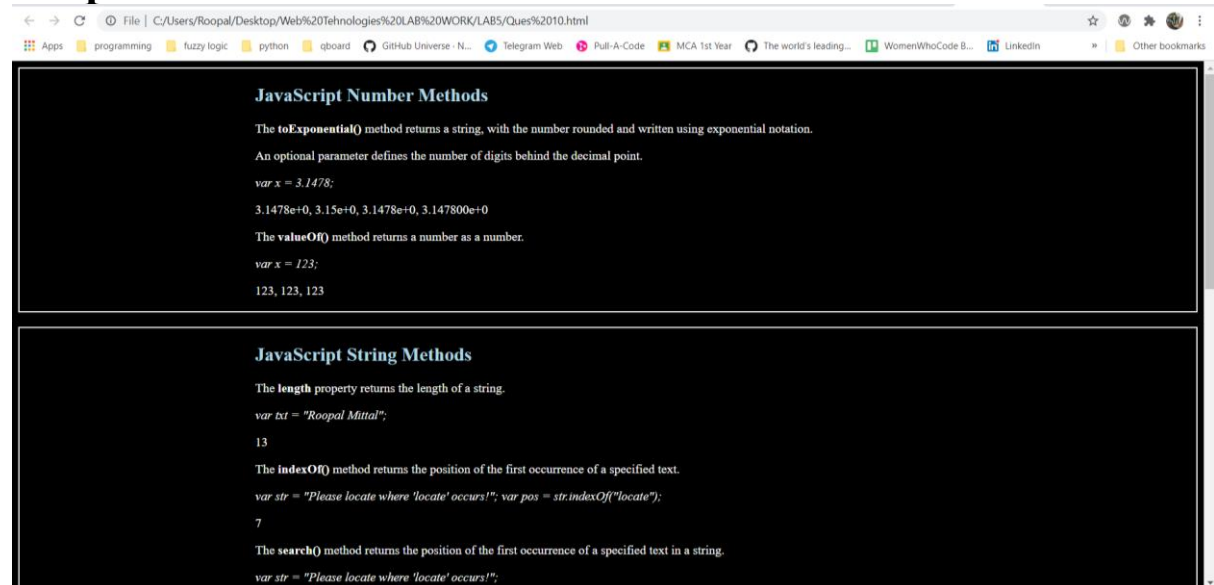 File | C:/Users/Roopal/Desktop/Web%20Tehnologies%20LAB%20WORK/LAB5/Ques%2010.html
Apps programming fuzzy logic python qboard GitHub Universe - N... Telegram Web Pull-A-Code MCA 1st Year The world's leading... WomenWhoCode B... LinkedIn » Other bookmarks
JavaScript Number Methods
The toExponential() method returns a string, with the number rounded and written using exponential notation.
An optional parameter defines the number of digits behind the decimal point.
var x = 3.1478;
3.1478e+0, 3.15e+0, 3.1478e+0, 3.147800e+0
The valueOf() method returns a number as a number.
var x = 123;
123, 123, 123
JavaScript String Methods
The length property returns the length of a string.
var txt = "Roopal Mittal";
13
The indexOf() method returns the position of the first occurrence of a specified text.
var str = "Please locate where 'locate' occurs!"; var pos = str.indexOf("locate");
7
The search() method returns the position of the first occurrence of a specified text in a string.
var str = "Please locate where 'locate' occurs!";